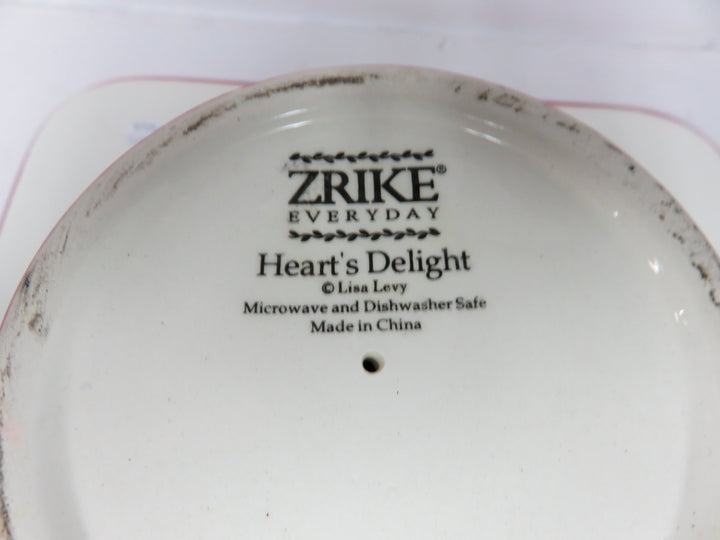 ZRIKE®
EVERYDAY
Heart's Delight
© Lisa Levy
Microwave and Dishwasher Safe
Made in China